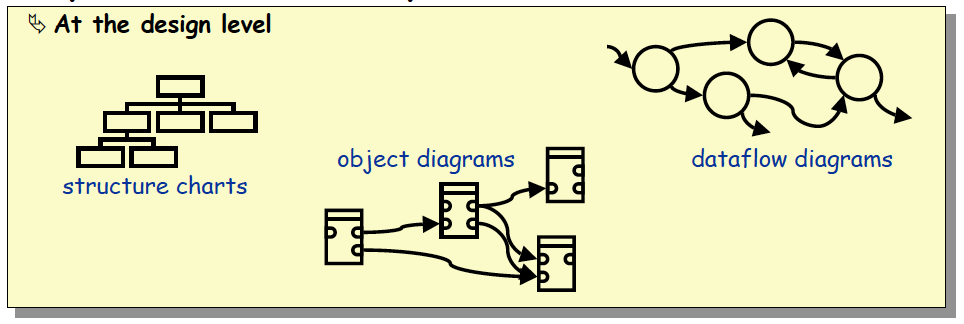 At the design level
structure charts
object diagrams
dataflow diagrams